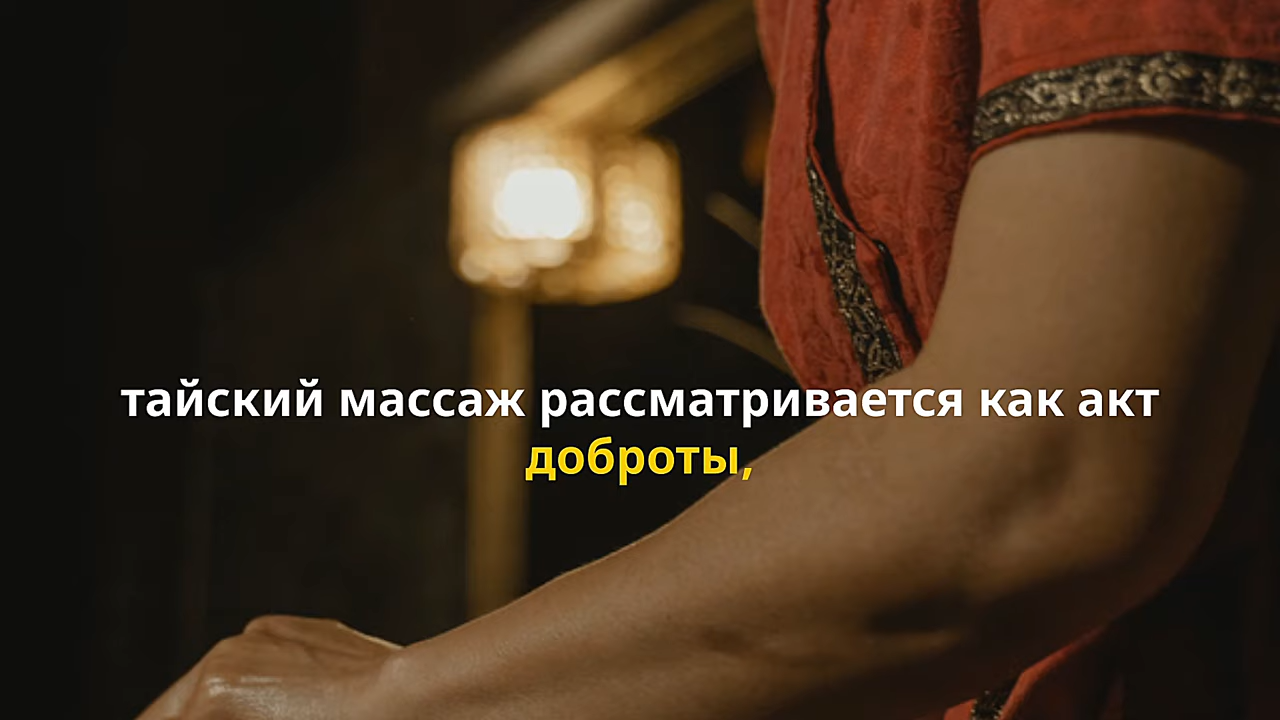 тайский массаж рассматривается как акт
доброты,